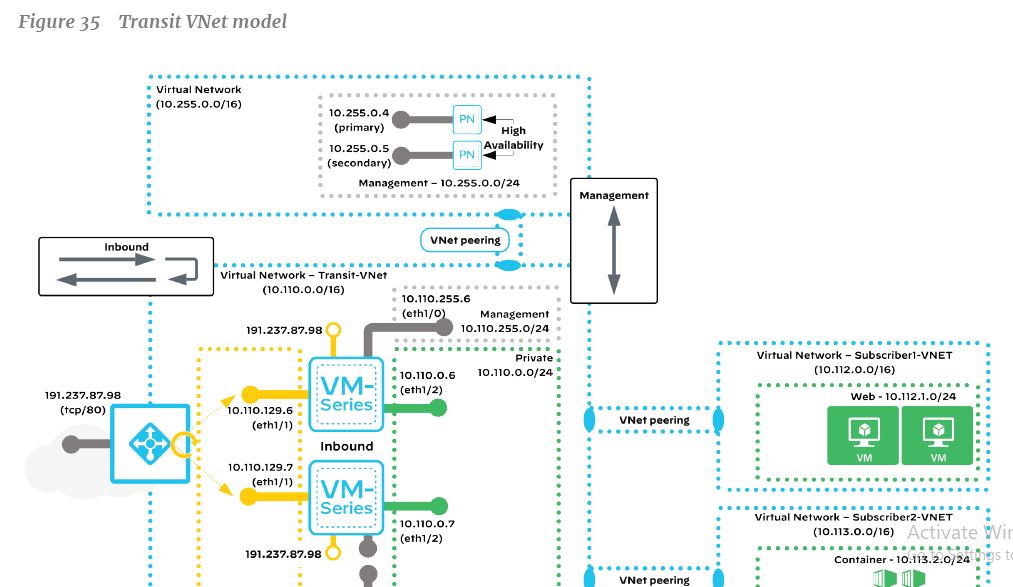 Figure 35 Transit VNet model
Virtual Network
(10.255.0.0/16)
10.255.0.4
(primary)
PN
High
Availability
10.255.0.5
(secondary)
PN
Management – 10.255.0.0/24
Management
VNet peering
Inbound
Virtual Network – Transit-VNet
(10.110.0.0/16)
10.110.255.6
(eth1/0)
Management
10.110.255.0/24
191.237.87.98
Private
10.110.0.0/24
Virtual Network – Subscriber1-VNET
(10.112.0.0/16)
191.237.87.98
(tcp/80)
VM-
Series
10.110.0.6
(eth1/2)
10.110.129.6
(eth1/1)
Web - 10.112.1.0/24
VM
VM
VNet peering
Inbound
10.110.129.7
(eth1/1)
VM-
Series
10.110.0.7
(eth1/2)
191.237.87.98
Virtual Network – Subscriber2-VNET
(10.113.0.0/16)
Activate Win
Go to Settings to
Container - 10.113.2.0/24
VNet peering